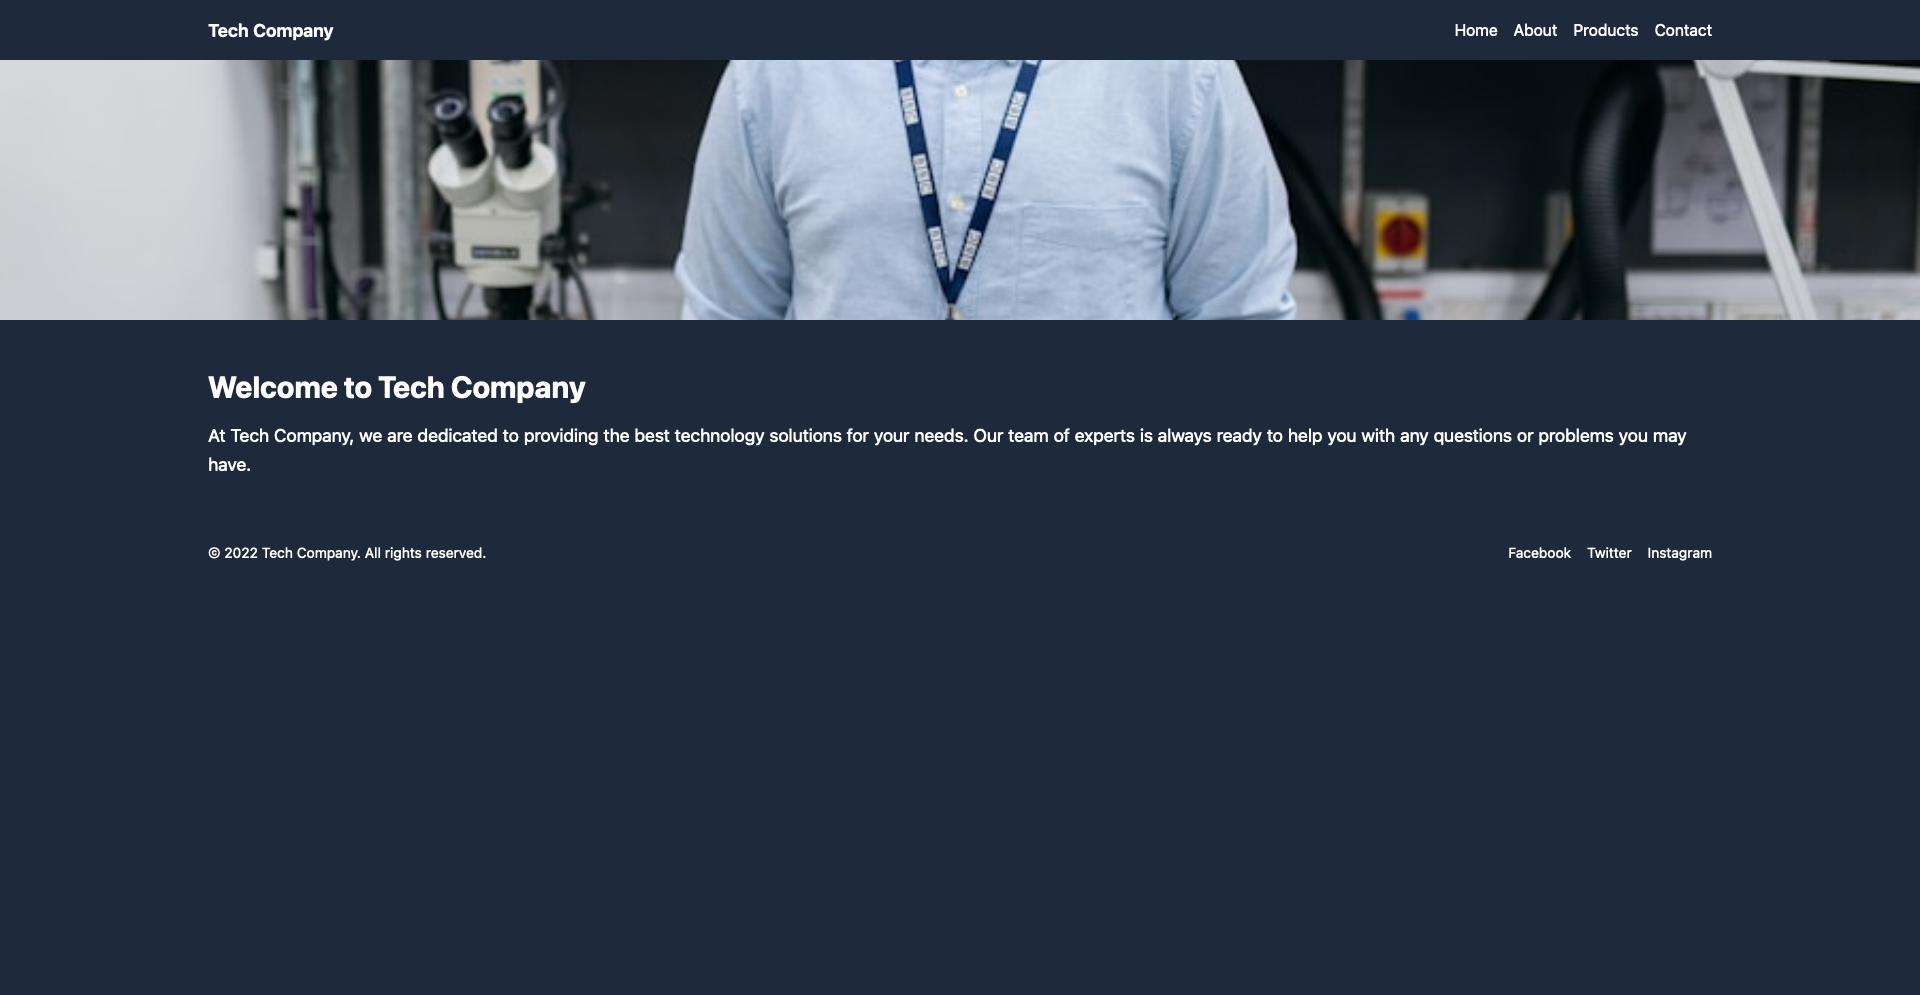 Tech Company
Home About Products Contact
Welcome to Tech Company
At Tech Company, we are dedicated to providing the best technology solutions for your needs. Our team of experts is always ready to help you with any questions or problems you may
have.
© 2022 Tech Company. All rights reserved.
Facebook Twitter Instagram